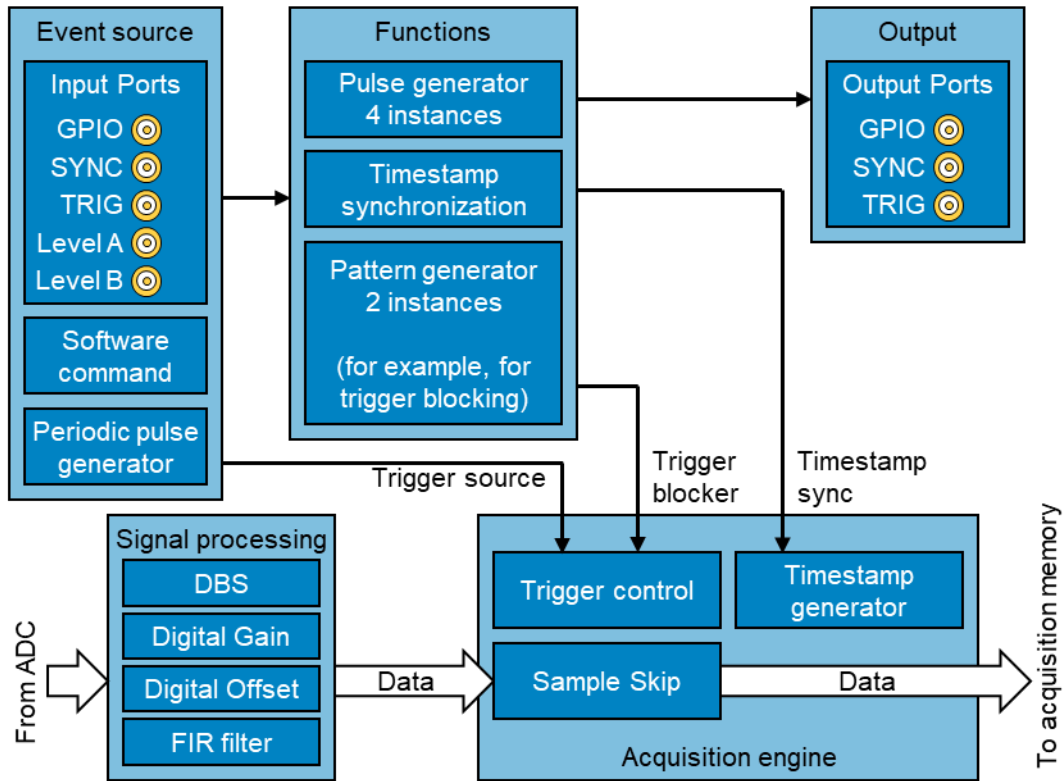 Event source
Input Ports
GPIO
SYNC
TRIG
Level A
Level B
Software
command
Periodic pulse
generator
Functions
Pulse generator
4 instances
Timestamp
synchronization
Pattern generator
2 instances
(for example, for
trigger blocking)
Output
Output Ports
GPIO
SYNC
TRIG
Trigger source
Trigger
blocker
Timestamp
sync
From ADC
Signal processing
DBS
Digital Gain
Digital Offset
FIR filter
Data
Trigger control
Timestamp
generator
Sample Skip
Data
Acquisition engine
To acquisition memory